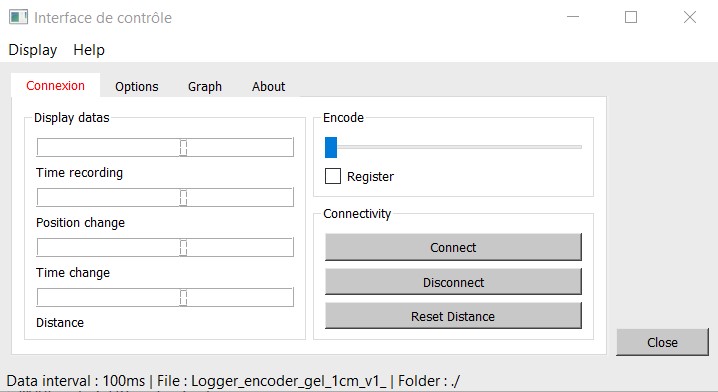 Interface de contrôle
Display Help
Connexion Options Graph About
Display datas
Time recording
Position change
Time change
Distance
Encode
Register
Connectivity
Connect
Disconnect
Reset Distance
Close
Data interval : 100ms | File : Logger_encoder_gel_1cm_v1_ | Folder : ./